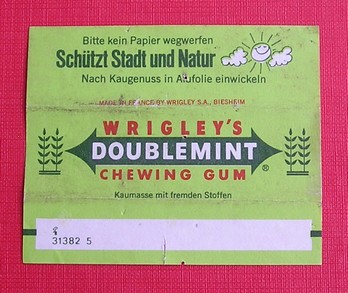 Bitte kein Papier wegwerfen
Schützt Stadt und Natur
Nach Kaugenuss in Alufolie einwickeln
MADE IN FRANCE BY WRIGLEY S.A., BIESHEIM
WRIGLEY'S
DOUBLEMINT
CHEWING GUM ®
Kaumasse mit fremden Stoffen
31382 5